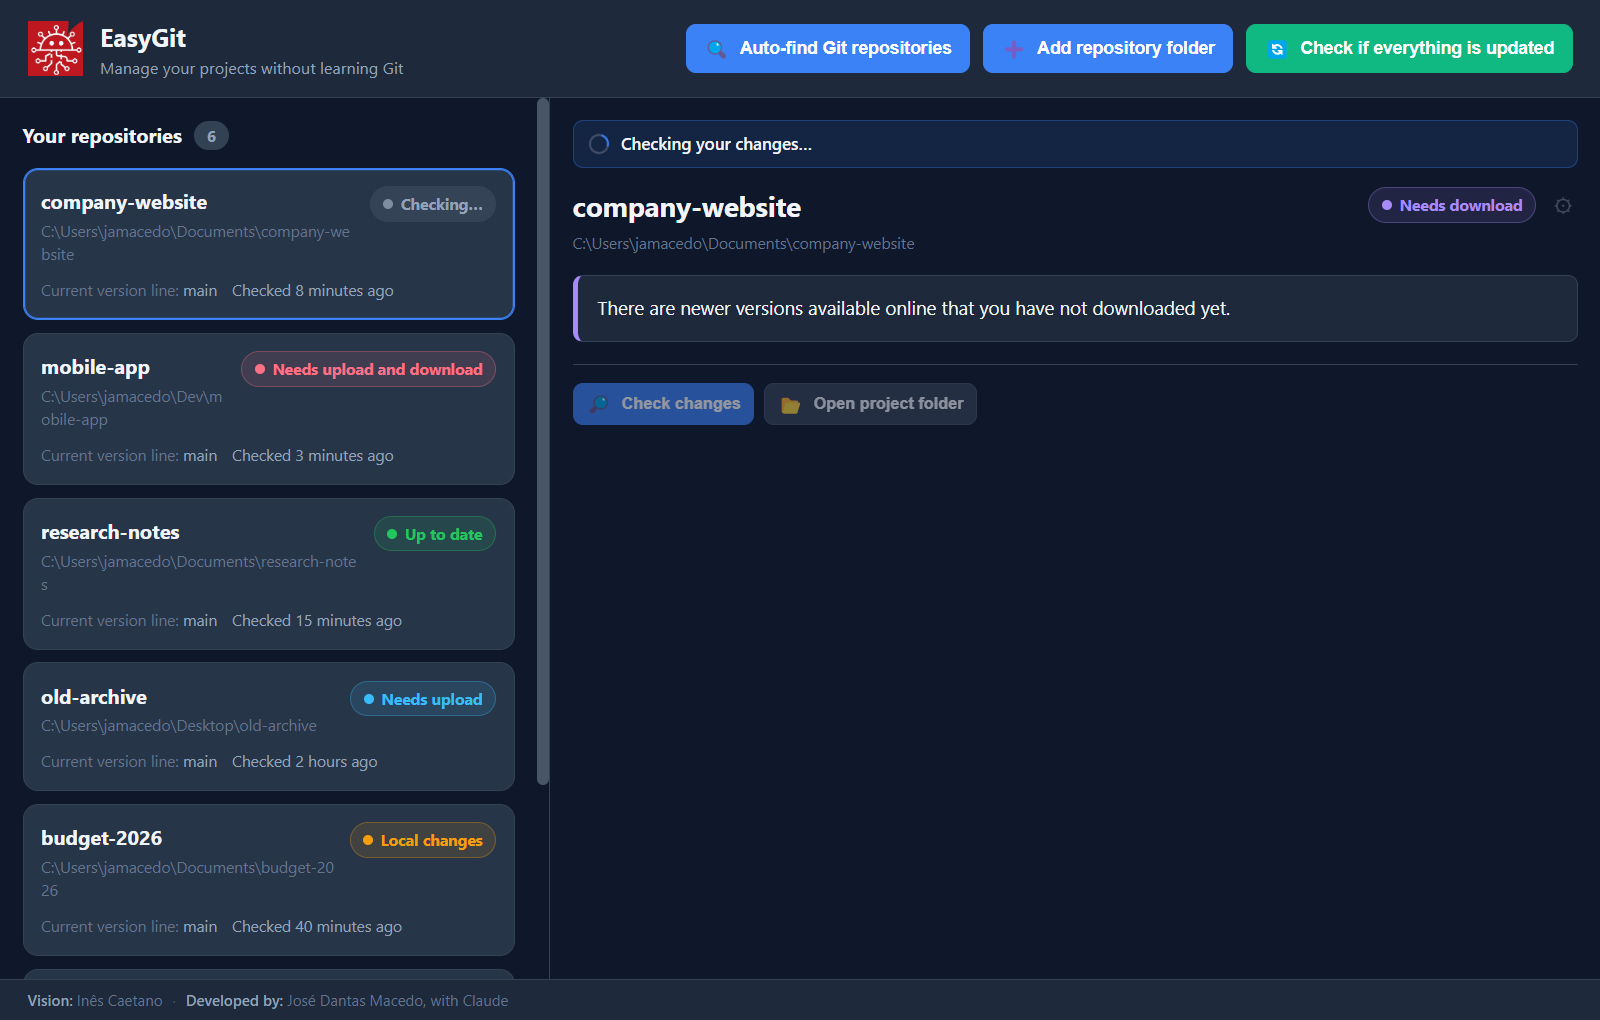 EasyGit
Manage your projects without learning Git
Auto-find Git repositories
Add repository folder
Check if everything is updated
Your repositories 6
company-website
Checking...
C:\Users\jamacedo\Documents\company-we
bsite
Current version line: main Checked 8 minutes ago
mobile-app
Needs upload and download
C:\Users\jamacedo\Dev\m
obile-app
Current version line: main Checked 3 minutes ago
research-notes
Up to date
C:\Users\jamacedo\Documents\research-note
s
Current version line: main Checked 15 minutes ago
old-archive
Needs upload
C:\Users\jamacedo\Desktop\old-archive
Current version line: main Checked 2 hours ago
budget-2026
Local changes
C:\Users\jamacedo\Documents\budget-20
26
Current version line: main Checked 40 minutes ago
Checking your changes...
company-website
Needs download
C:\Users\jamacedo\Documents\company-website
There are newer versions available online that you have not downloaded yet.
Check changes
Open project folder
Vision: Inês Caetano · Developed by: José Dantas Macedo, with Claude